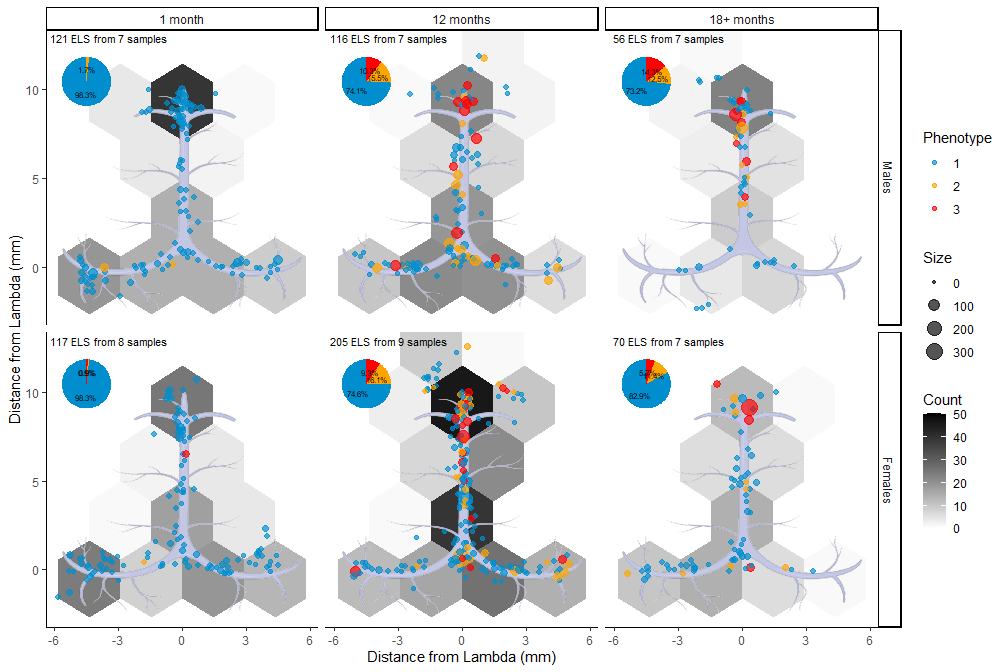 1 month
12 months
18+ months
121 ELS from 7 samples
116 ELS from 7 samples
56 ELS from 7 samples
1.7%
98.3%
15.5%
74.1%
73.2%
10
5
0
Males
117 ELS from 8 samples
205 ELS from 9 samples
70 ELS from 7 samples
0.9%
98.3%
74.6%
82.9%
10
5
0
Females
-6
-3
0
3
6
-6
-3
0
3
6
-6
-3
0
3
6
Distance from Lambda (mm)
Distance from Lambda (mm)
Phenotype
1
2
3
Size
0
100
200
300
Count
50
40
30
20
10
0